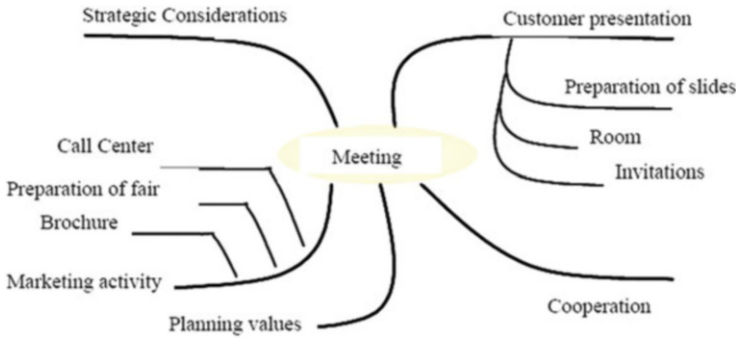 Strategic Considerations
Customer presentation
Preparation of slides
Room
Invitations
Call Center
Meeting
Preparation of fair
Brochure
Marketing activity
Planning values
Cooperation